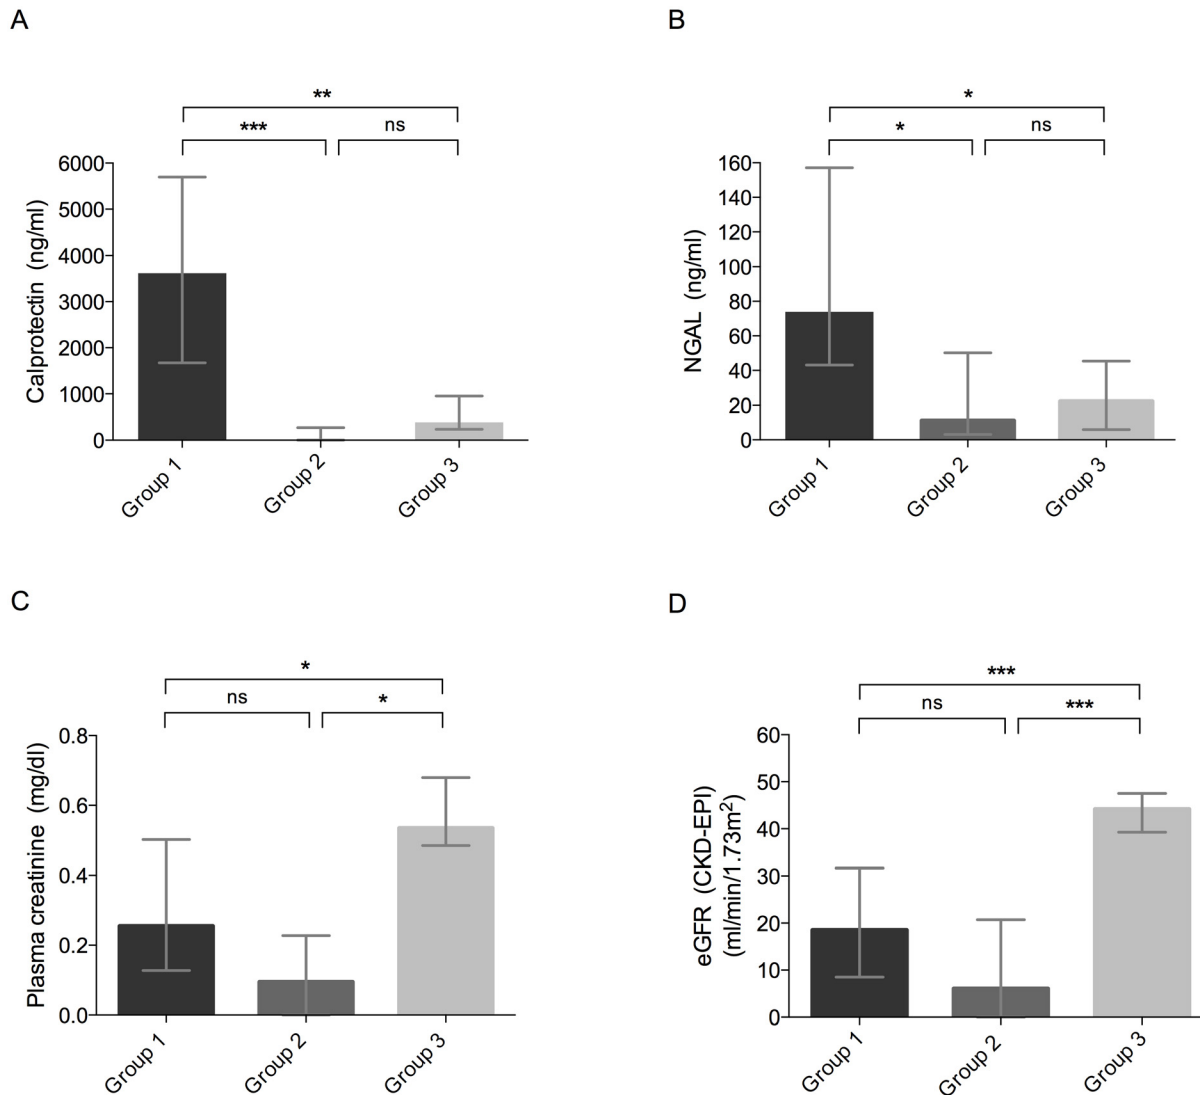 A
**
***
ns
Calprotectin (ng/ml)
6000
5000
4000
3000
2000
1000
0
Group 1
Group 2
Group 3
B
*
*
ns
NGAL (ng/ml)
160
140
120
100
80
60
40
20
0
Group 1
Group 2
Group 3
C
*
ns
*
Plasma creatinine (mg/dl)
0.8
0.6
0.4
0.2
0.0
Group 1
Group 2
Group 3
D
***
ns
***
eGFR (CKD-EPI)
(ml/min/1.73m²)
60
50
40
30
20
10
0
Group 1
Group 2
Group 3